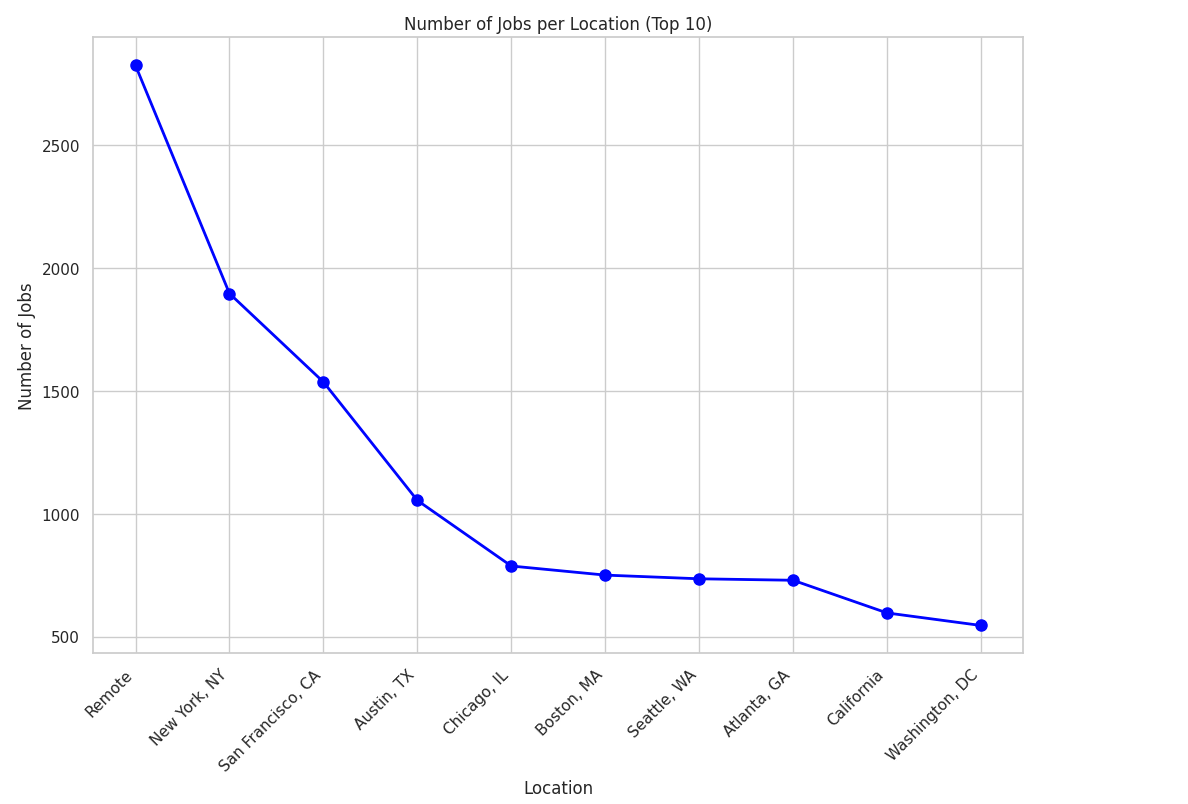 Number of Jobs per Location (Top 10)
Number of Jobs
2500
2000
1500
1000
500
Remote
New York, NY
San Francisco, CA
Austin, TX
Chicago, IL
Boston, MA
Seattle, WA
Atlanta, GA
California
Washington, DC
Location